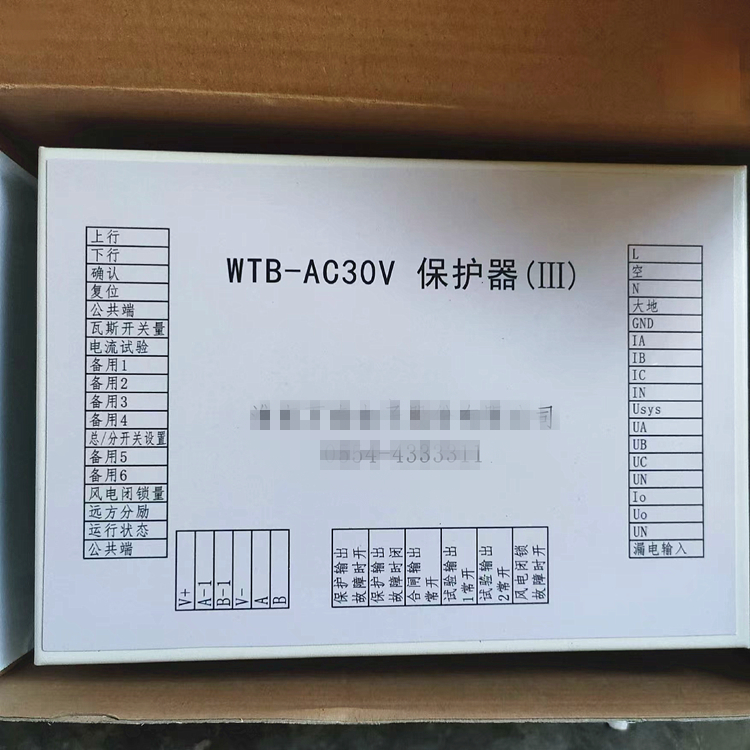 WTB-AC30V 保护器(III)
上行
下行
确认
复位
公共端
瓦斯开关量
电流试验
备用1
备用2
备用3
备用4
总/分开关设置
备用5
备用6
风电闭锁量
远方分励
运行状态
公共端
L
空
N
大地
GND
IA
IB
IC
IN
Usys
UA
UB
UC
UN
Io
Uo
UN
漏电输入
公司
54-4333311
V+
A-1
B-1
V-
A
B
保护输出
故障时开
保护输出
故障时闭
合闸输出
常开
试验输出
1常开
试验输出
2常开
风电闭锁
故障时开